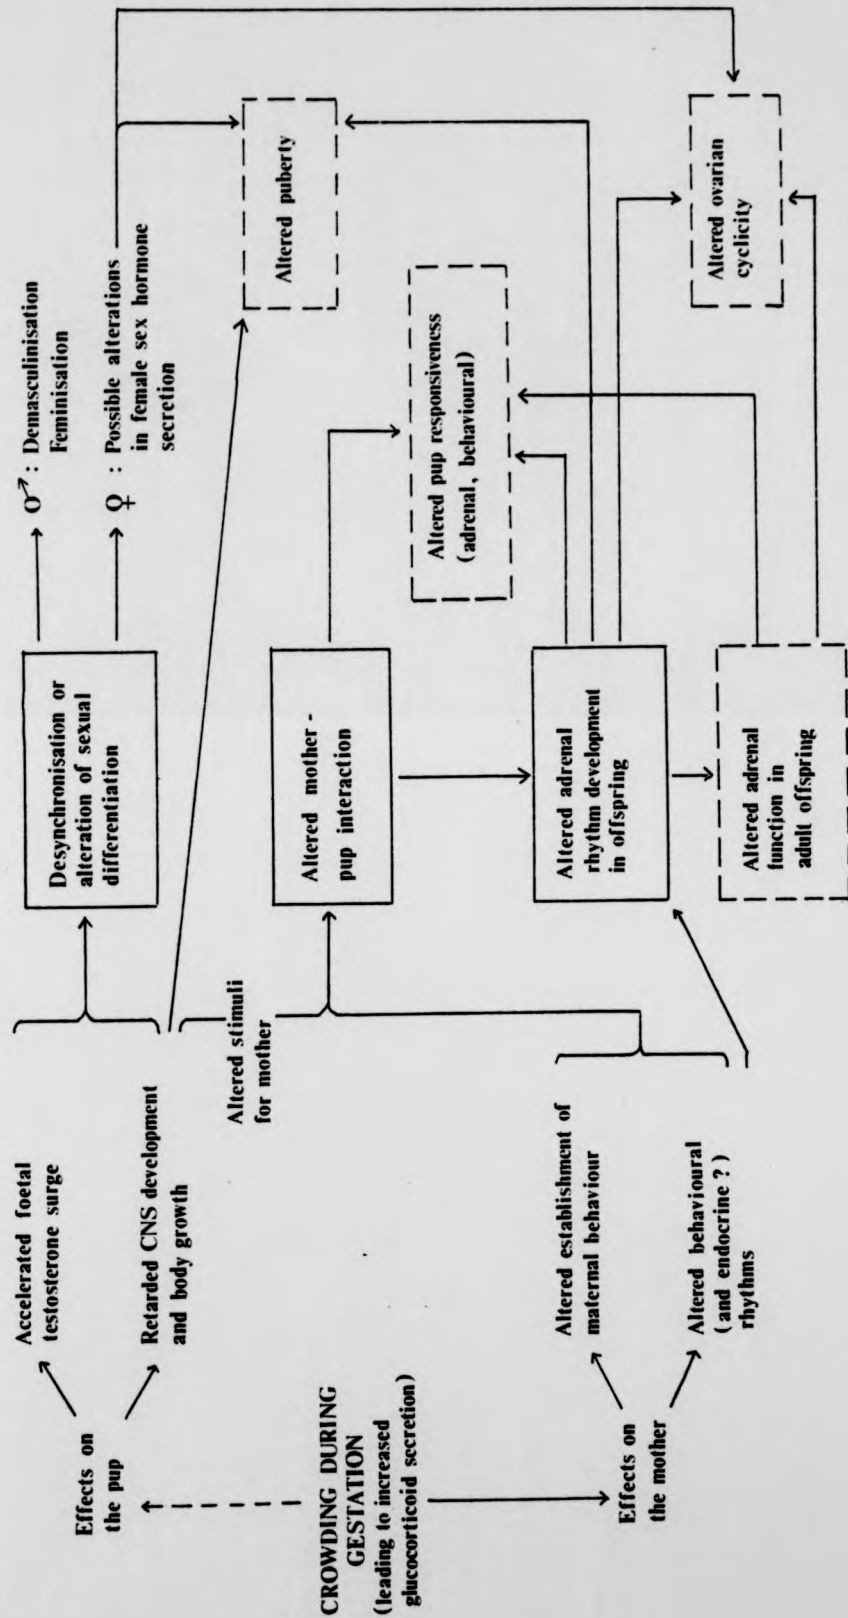 CROWDING DURING
GESTATION
(leading to increased
glucocorticoid secretion)
Effects on
the pup
Effects on
the mother
Accelerated foetal
testosterone surge
Retarded CNS development
and body growth
Altered stimuli
for mother
Altered establishment of
maternal behaviour
Altered behavioural
(and endocrine ?)
rhythms
Desynchronisation or
alteration of sexual
differentiation
Altered mother -
pup interaction
Altered adrenal
rhythm development
in offspring
Altered adrenal
function in
adult offspring
♂ : Demasculinisation
Feminisation
♀ : Possible alterations
in female sex hormone
secretion
Altered puberty
Altered pup responsiveness
(adrenal, behavioural)
Altered ovarian
cyclicity